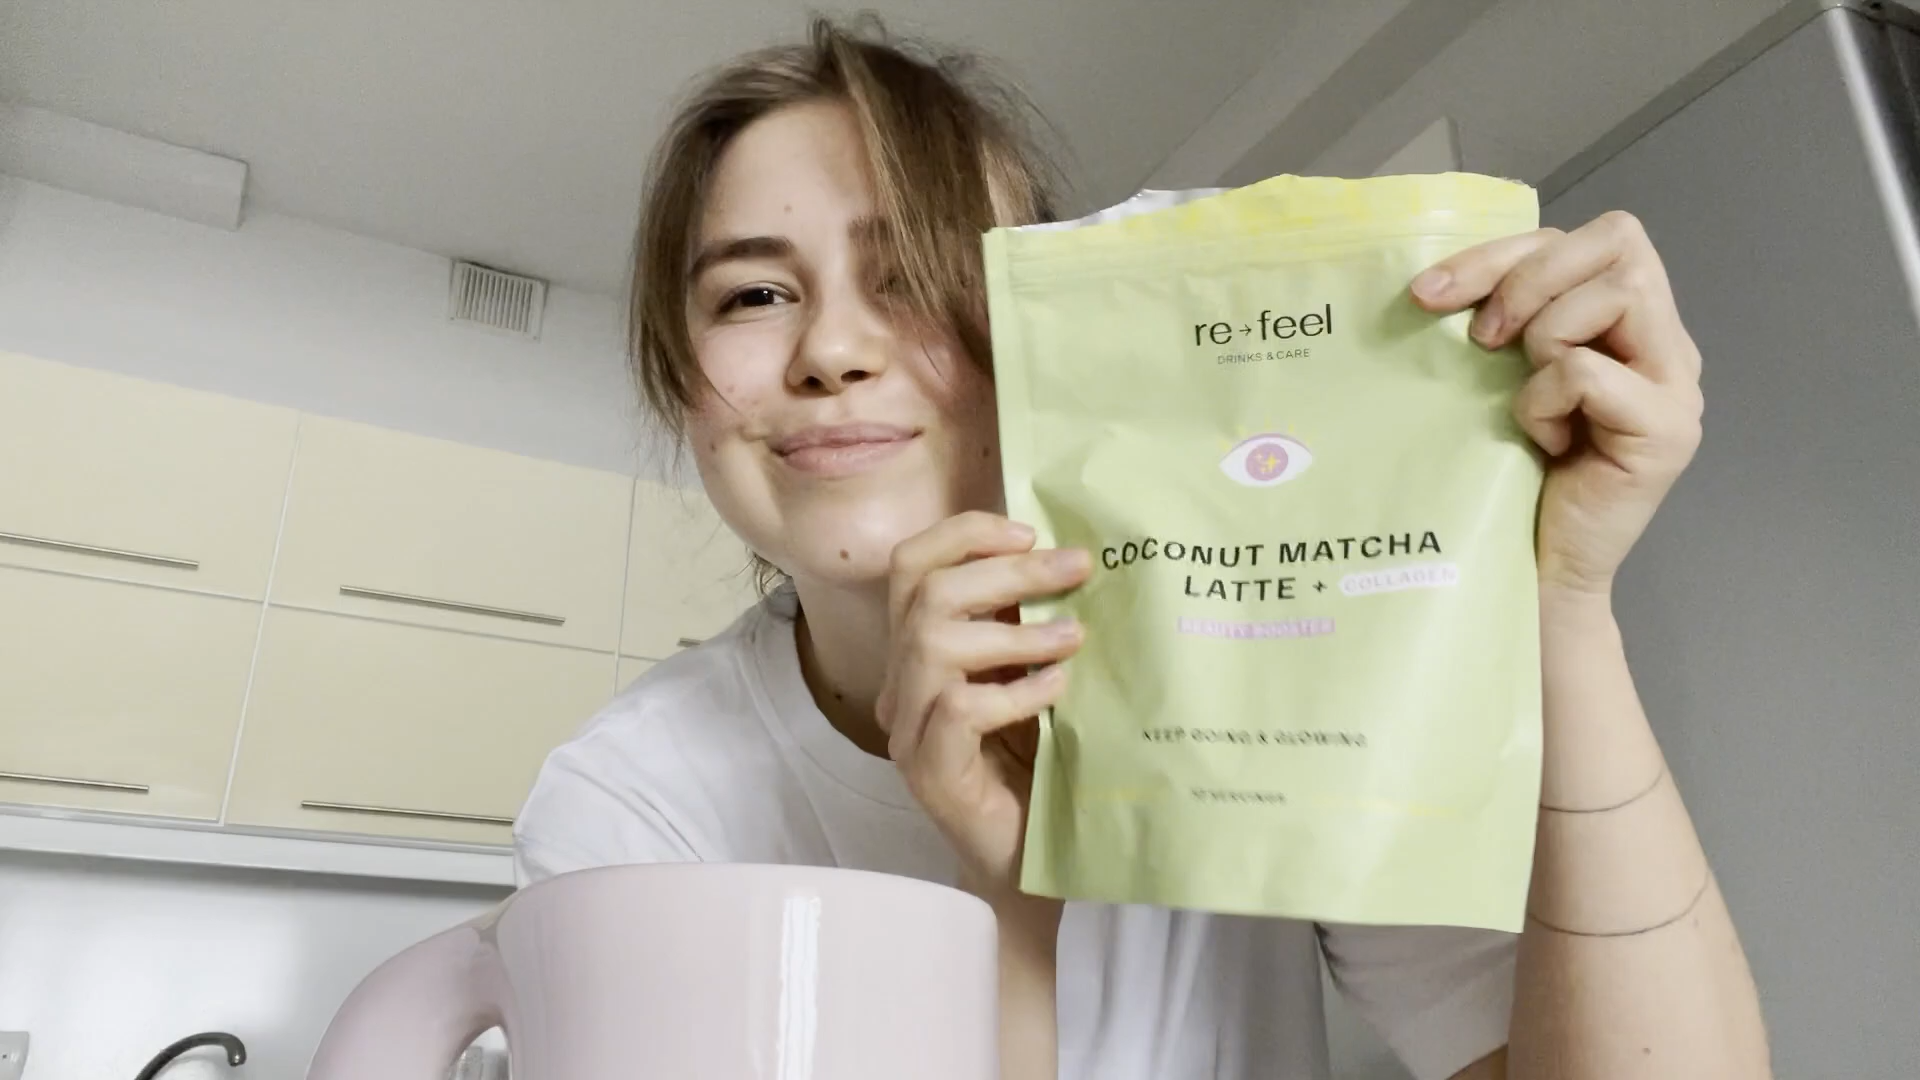 re→feel
DRINKS & CARE
COCONUT MATCHA
LATTE + COLLAGEN
BEAUTY BOOSTER
KEEP GOING & GLOWING